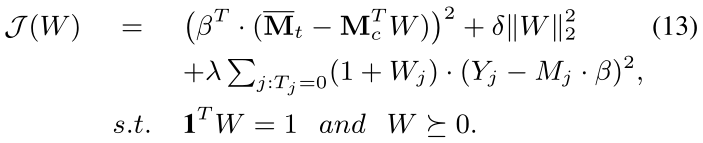 𝒥(W) = (β^T · (M̅_t − M_c^T W))^2 + δ‖W‖_2^2 (13)
+λ ∑_{j:T_j=0}(1 + W_j) · (Y_j − M_j · β)^2,
s.t. 1^T W = 1 and W ⪰ 0.